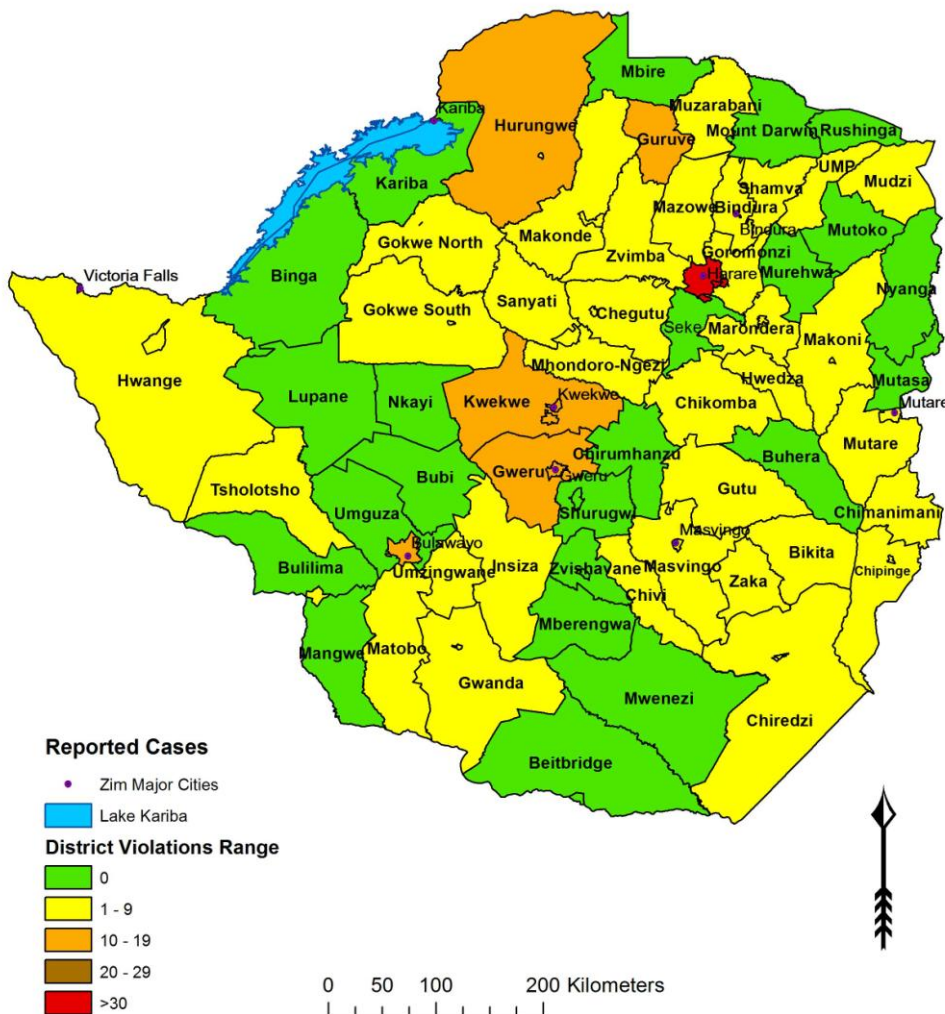 Mbire
Muzarabani
Kariba
Hurungwe
Guruve
Mount Darwin
Rushinga
UMP
Kariba
Shamva
Mudzi
Mazowe
Bindura
Mutoko
Gokwe North
Makonde
Bindura
Zvimba
Goromonzi
Victoria Falls
Binga
Murehwa
Harare
Nyanga
Gokwe South
Sanyati
Chegutu
Seke
Marondera
Makoni
Mhondoro-Ngezi
Hwange
Hwedza
Mutasa
Lupane
Nkayi
Kwekwe
Kwekwe
Chikomba
Mutare
Mutare
Chirumhanzu
Buhera
Bubi
Gweru
Gweru
Tsholotsho
Gutu
Chimanimani
Umguza
Shurugwi
Masvingo
Bulawayo
Bikita
Bulilima
Umzingwane
Insiza
Zvishavane
Masvingo
Chipinge
Zaka
Chivi
Mberengwa
Mangwe
Matobo
Gwanda
Mwenezi
Chiredzi
Beitbridge
Reported Cases
Zim Major Cities
Lake Kariba
District Violations Range
0
1 - 9
10 - 19
20 - 29
>30
0 50 100 200 Kilometers